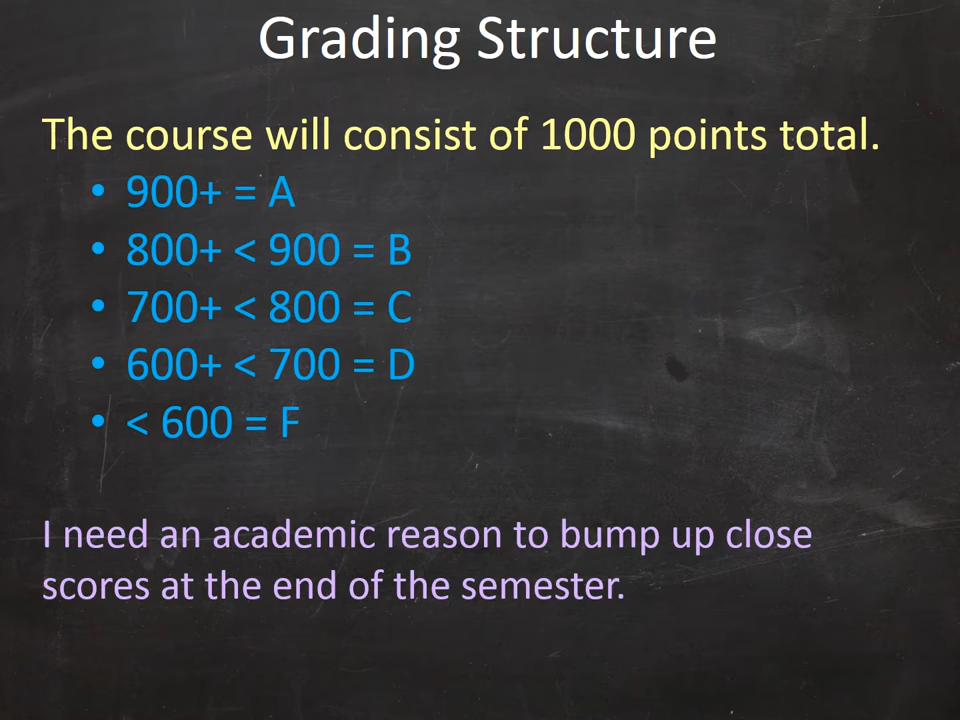 Grading Structure
The course will consist of 1000 points total.
• 900+ = A
• 800+ < 900 = B
• 700+ < 800 = C
• 600+ < 700 = D
• < 600 = F
I need an academic reason to bump up close
scores at the end of the semester.